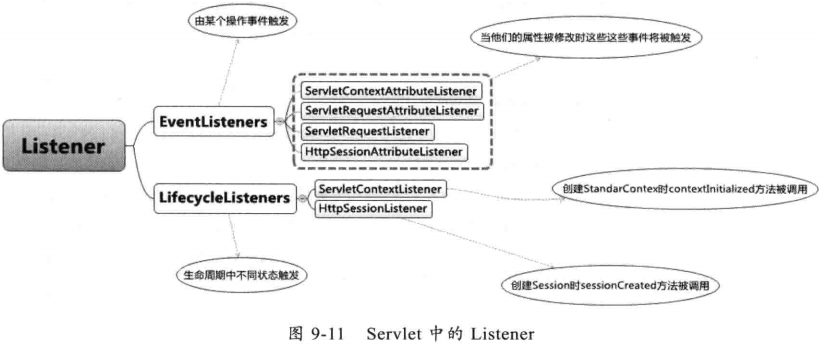 由某个操作事件触发
当他们的属性被修改时这些这些事件将被触发
ServletContextAttributeListener
ServletRequestAttributeListener
ServletRequestListener
HttpSessionAttributeListener
EventListeners
Listener
LifecycleListeners
ServletContextListener
HttpSessionListener
创建StandarContex时contextInitialized方法被调用
生命周期中不同状态触发
创建Session时sessionCreated方法被调用
图 9-11 Servlet 中的 Listener